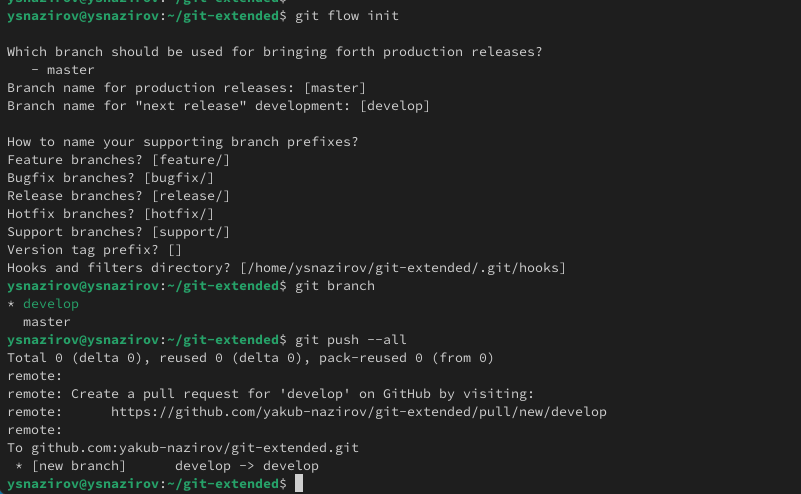 ysnazirov@ysnazirov:~/git-extended$ git flow init

Which branch should be used for bringing forth production releases?
   - master
Branch name for production releases: [master]
Branch name for "next release" development: [develop]

How to name your supporting branch prefixes?
Feature branches? [feature/]
Bugfix branches? [bugfix/]
Release branches? [release/]
Hotfix branches? [hotfix/]
Support branches? [support/]
Version tag prefix? []
Hooks and filters directory? [/home/ysnazirov/git-extended/.git/hooks]
ysnazirov@ysnazirov:~/git-extended$ git branch
* develop
  master
ysnazirov@ysnazirov:~/git-extended$ git push --all
Total 0 (delta 0), reused 0 (delta 0), pack-reused 0 (from 0)
remote:
remote: Create a pull request for 'develop' on GitHub by visiting:
remote:      https://github.com/yakub-nazirov/git-extended/pull/new/develop
remote:
To github.com:yakub-nazirov/git-extended.git
 * [new branch]      develop -> develop
ysnazirov@ysnazirov:~/git-extended$